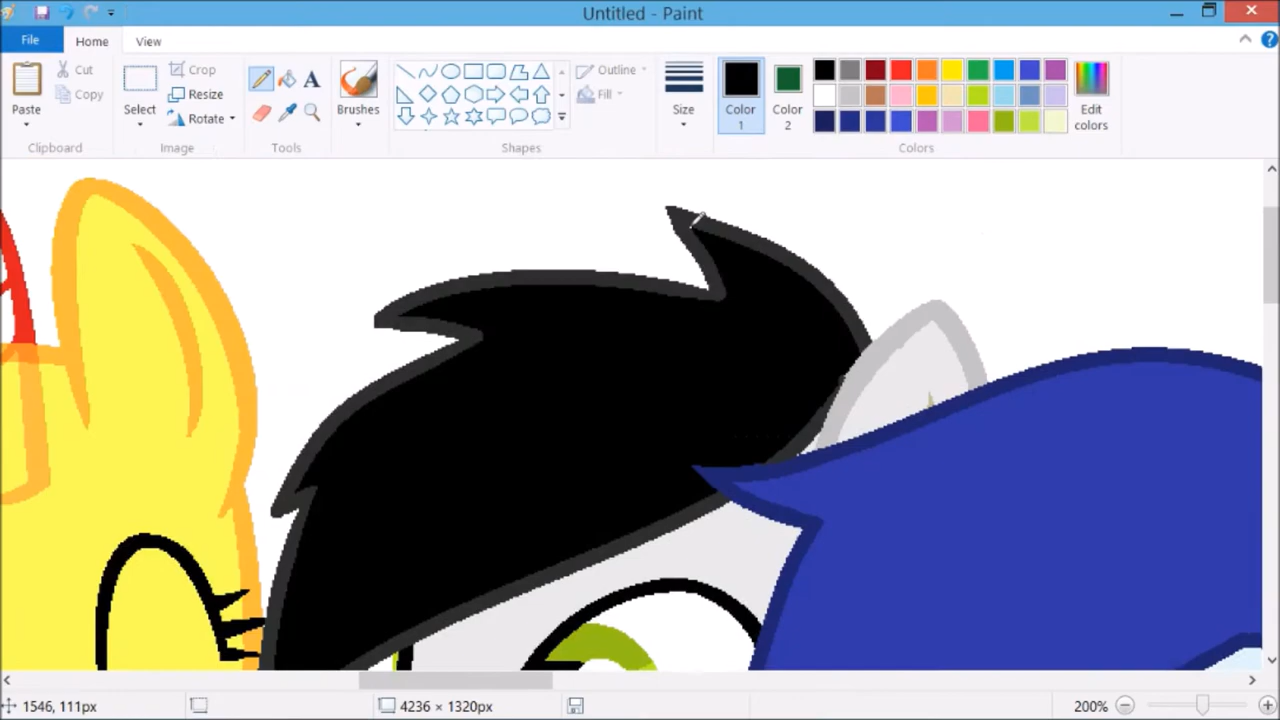 Untitled - Paint
File
Home
View
Paste
Cut
Copy
Clipboard
Select
Crop
Resize
Rotate
Image
A
Tools
Brushes
Shapes
Outline
Fill
Size
Color 1
Color 2
Edit colors
Colors
1546, 111px
4236 × 1320px
200%